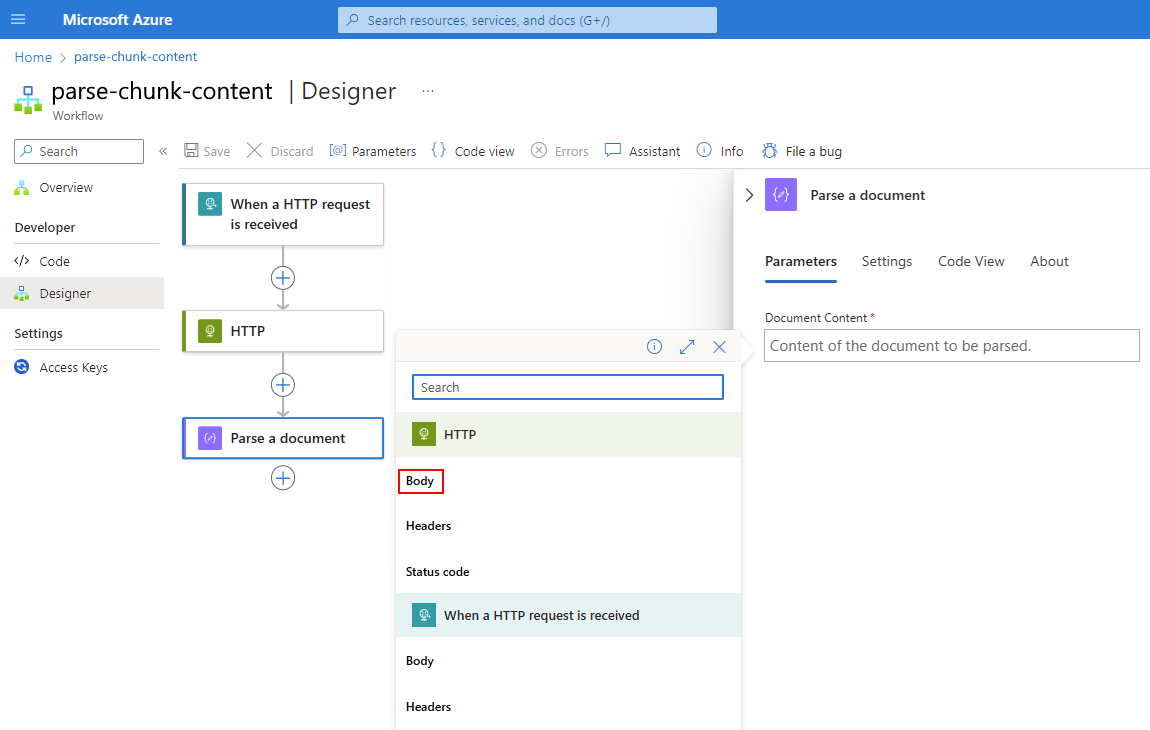 Microsoft Azure
Search resources, services, and docs (G+/)
Home > parse-chunk-content
parse-chunk-content | Designer ...
Workflow
Search
«
Save
Discard
[@] Parameters
{} Code view
Errors
Assistant
Info
File a bug
Overview
Developer
</> Code
Designer
Settings
Access Keys
When a HTTP request
is received
HTTP
Parse a document
Search
HTTP
Body
Headers
Status code
When a HTTP request is received
Body
Headers
Parse a document
Parameters
Settings
Code View
About
Document Content *
Content of the document to be parsed.